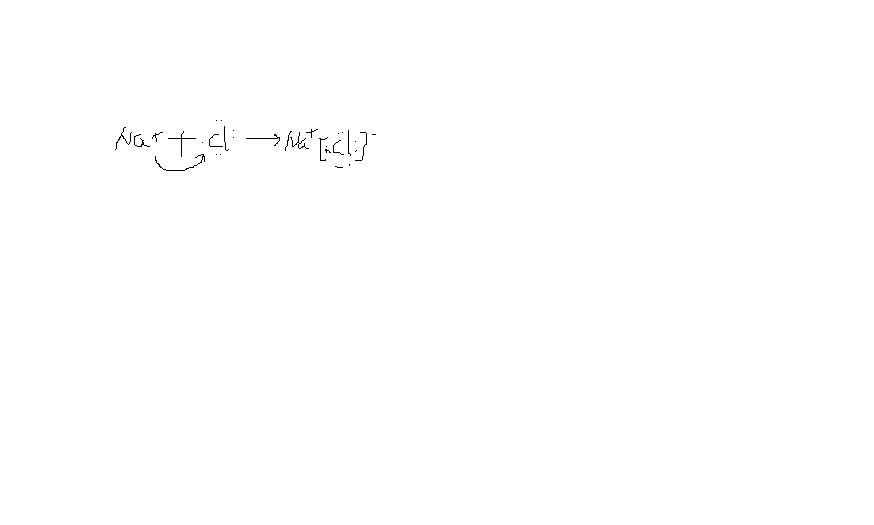 Na× + ·Cl: → Na⁺[×Cl:]⁻